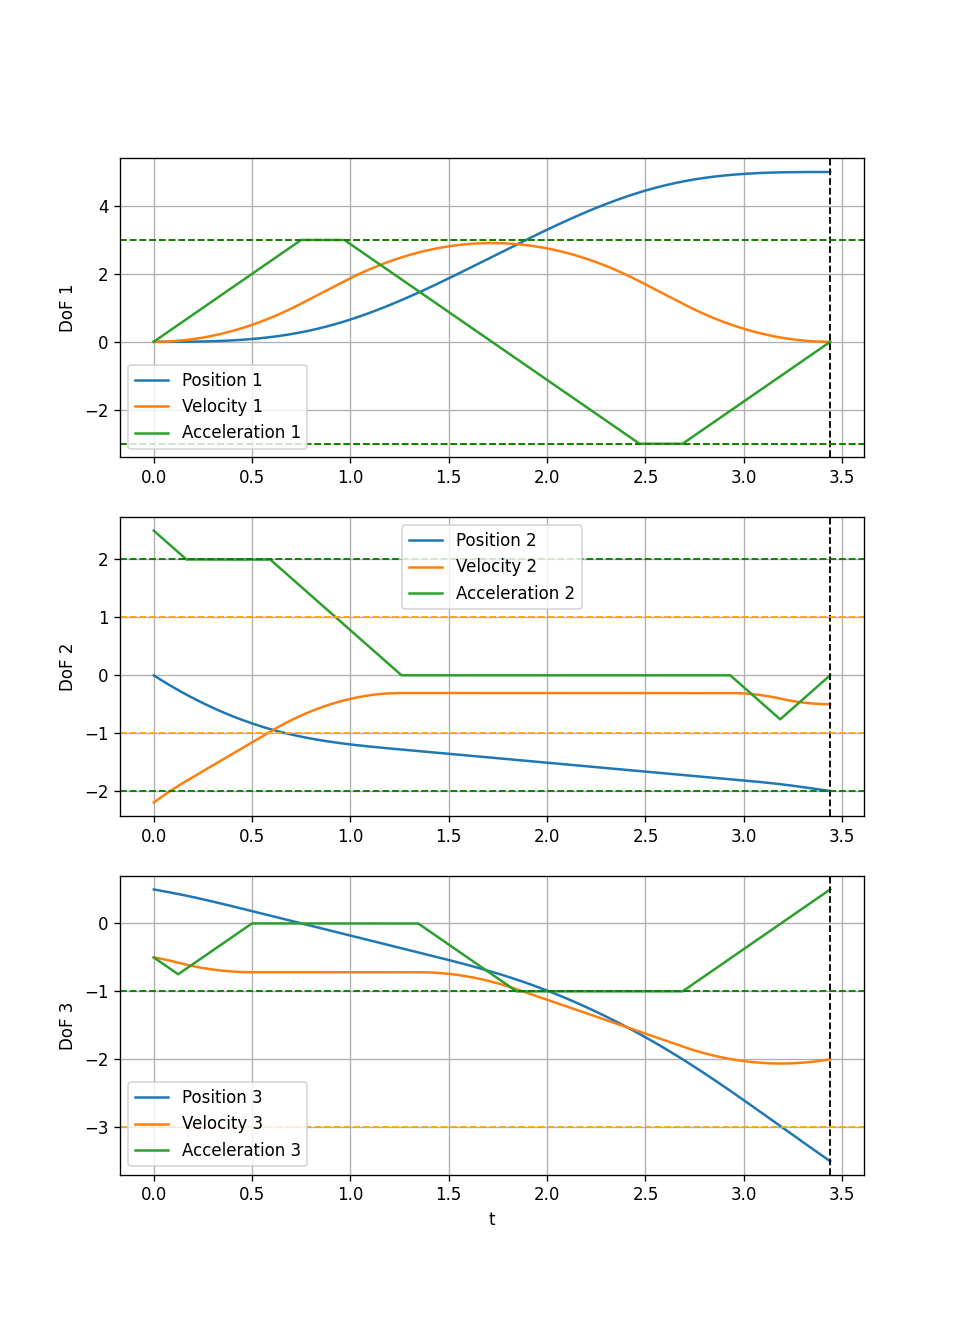 4
2
0
−2
DoF 1
Position 1
Velocity 1
Acceleration 1
0.0 0.5 1.0 1.5 2.0 2.5 3.0 3.5
2
1
0
−1
−2
DoF 2
Position 2
Velocity 2
Acceleration 2
0.0 0.5 1.0 1.5 2.0 2.5 3.0 3.5
0
−1
−2
−3
DoF 3
Position 3
Velocity 3
Acceleration 3
0.0 0.5 1.0 1.5 2.0 2.5 3.0 3.5
t